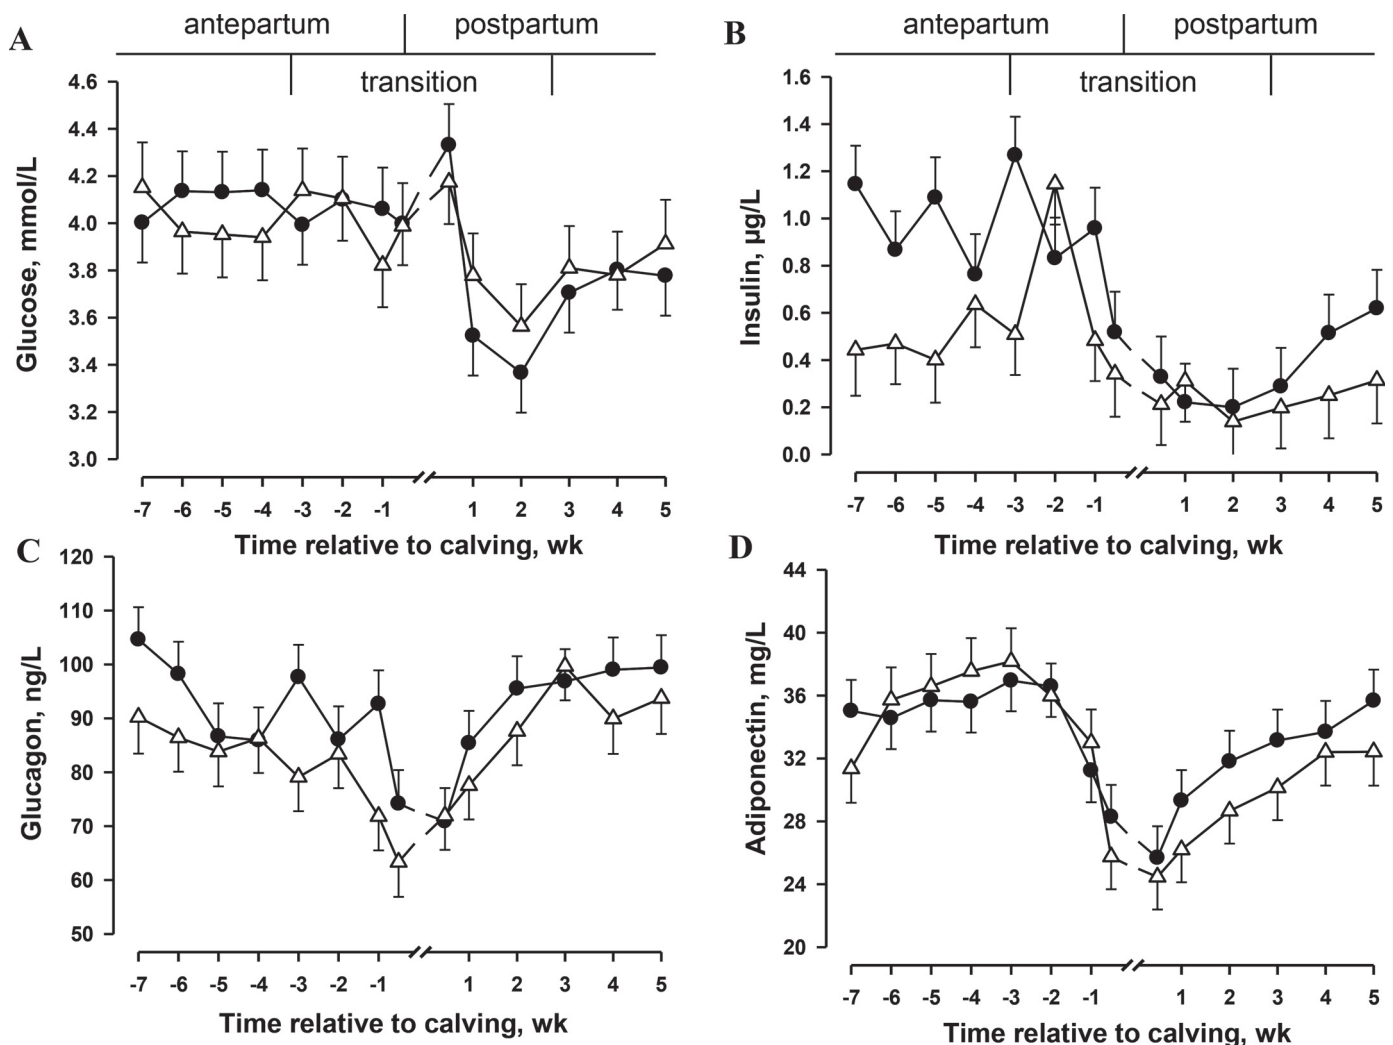 A
antepartum postpartum
transition
4.6
4.4
4.2
4.0
3.8
3.6
3.4
3.2
3.0
Glucose, mmol/L
-7 -6 -5 -4 -3 -2 -1 1 2 3 4 5
Time relative to calving, wk
B
antepartum postpartum
transition
1.6
1.4
1.2
1.0
0.8
0.6
0.4
0.2
0.0
Insulin, µg/L
-7 -6 -5 -4 -3 -2 -1 1 2 3 4 5
Time relative to calving, wk
C
120
110
100
90
80
70
60
50
Glucagon, ng/L
-7 -6 -5 -4 -3 -2 -1 1 2 3 4 5
Time relative to calving, wk
D
44
40
36
32
28
24
20
Adiponectin, mg/L
-7 -6 -5 -4 -3 -2 -1 1 2 3 4 5
Time relative to calving, wk